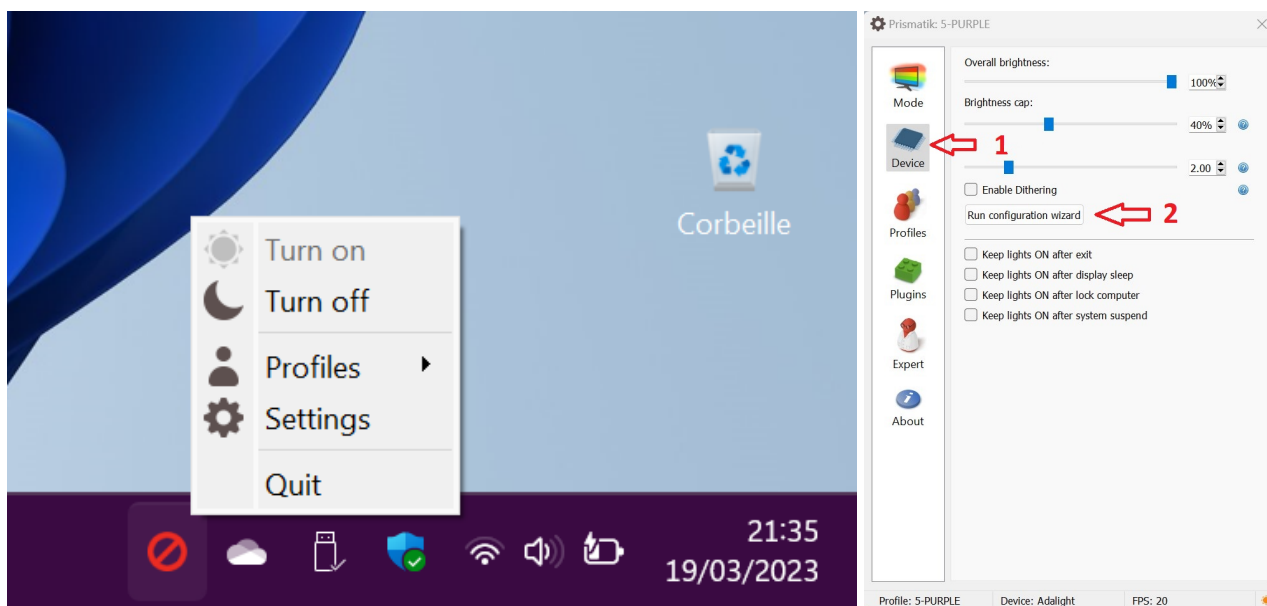 Corbeille
Turn on
Turn off
Profiles
Settings
Quit
21:35
19/03/2023
Prismatik: 5-PURPLE
Mode
Device
Profiles
Plugins
Expert
About
Overall brightness:
100%
Brightness cap:
40%
1
2.00
Enable Dithering
Run configuration wizard
2
Keep lights ON after exit
Keep lights ON after display sleep
Keep lights ON after lock computer
Keep lights ON after system suspend
Profile: 5-PURPLE Device: Adalight FPS: 20